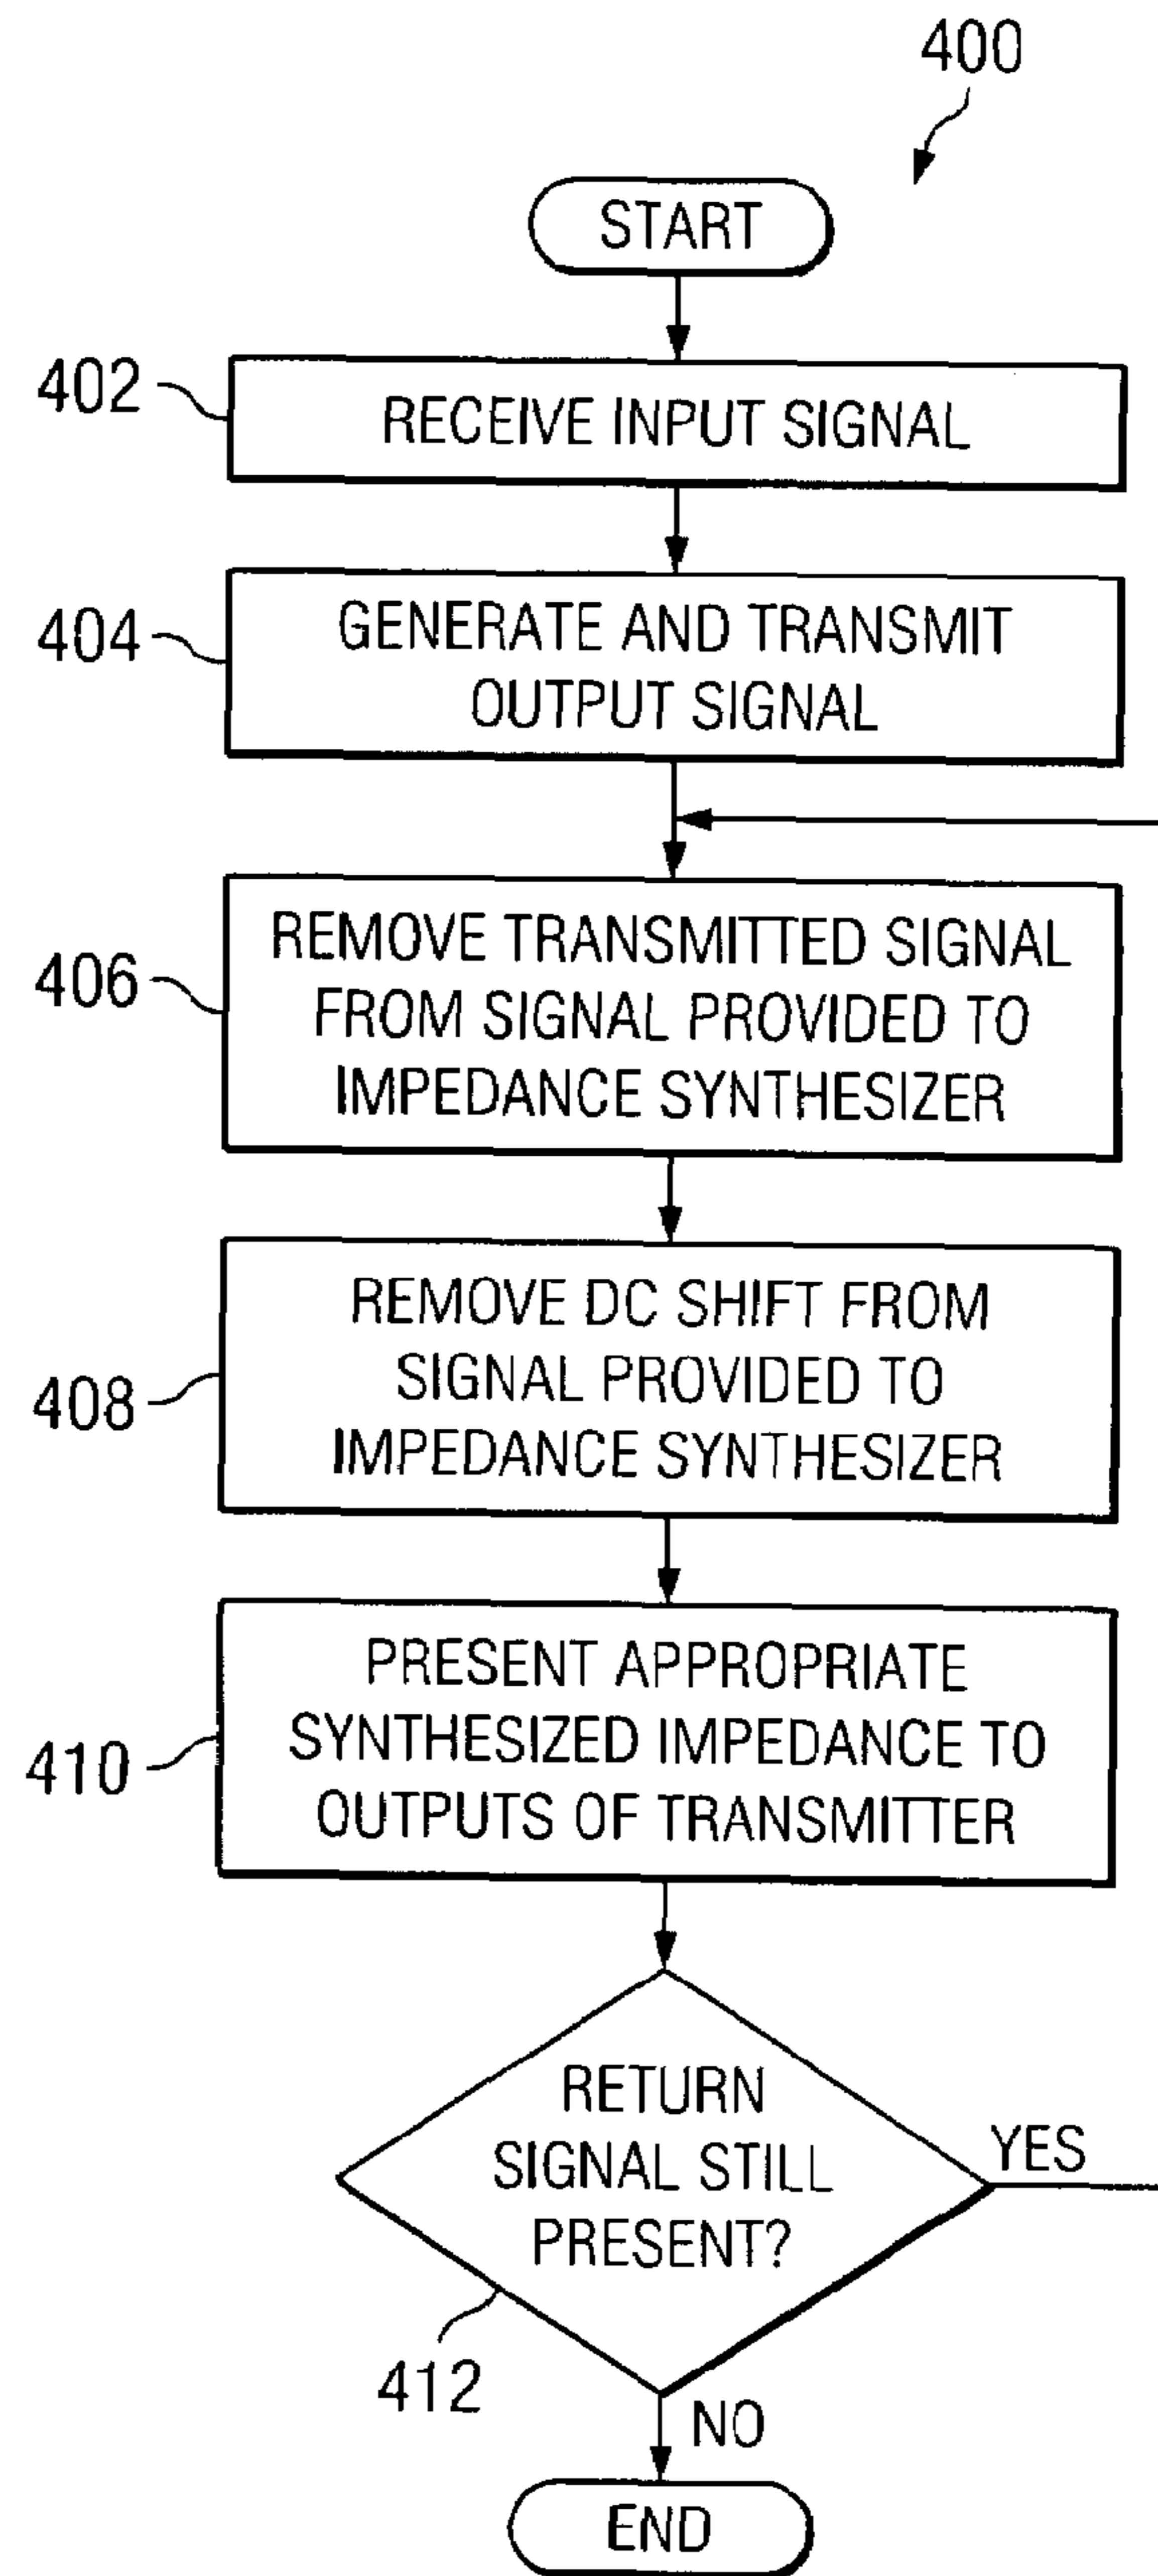 400
START
402
RECEIVE INPUT SIGNAL
404
GENERATE AND TRANSMIT
OUTPUT SIGNAL
406
REMOVE TRANSMITTED SIGNAL
FROM SIGNAL PROVIDED TO
IMPEDANCE SYNTHESIZER
408
REMOVE DC SHIFT FROM
SIGNAL PROVIDED TO
IMPEDANCE SYNTHESIZER
410
PRESENT APPROPRIATE
SYNTHESIZED IMPEDANCE TO
OUTPUTS OF TRANSMITTER
RETURN
SIGNAL STILL
PRESENT?
YES
412
NO
END